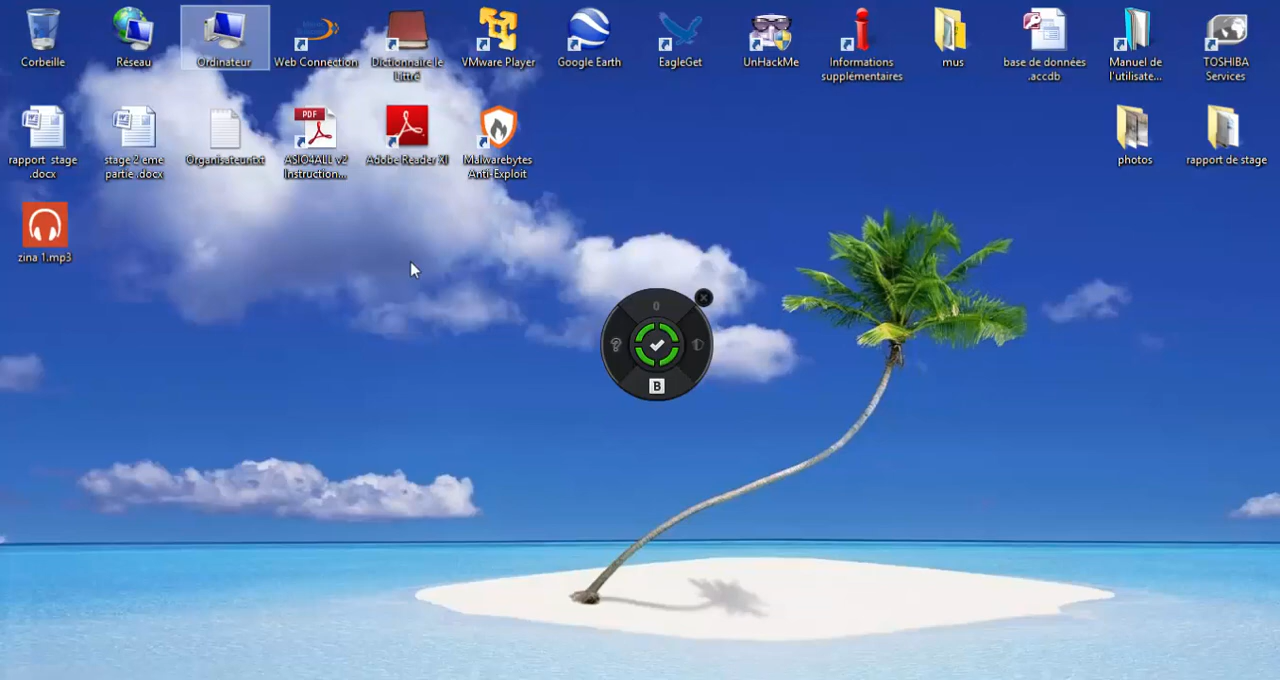 Corbeille
Réseau
Ordinateur
Web Connection
Dictionnaire le
Littré
VMware Player
Google Earth
EagleGet
UnHackMe
Informations
supplémentaires
mus
base de données
.accdb
Manuel de
l'utilisate...
TOSHIBA
Services
rapport stage
.docx
stage 2 eme
partie .docx
Organisateur.txt
PDF
ASIO4ALL v2
Instruction...
Adobe Reader XI
Malwarebytes
Anti-Exploit
photos
rapport de stage
zina 1.mp3
0
?
B